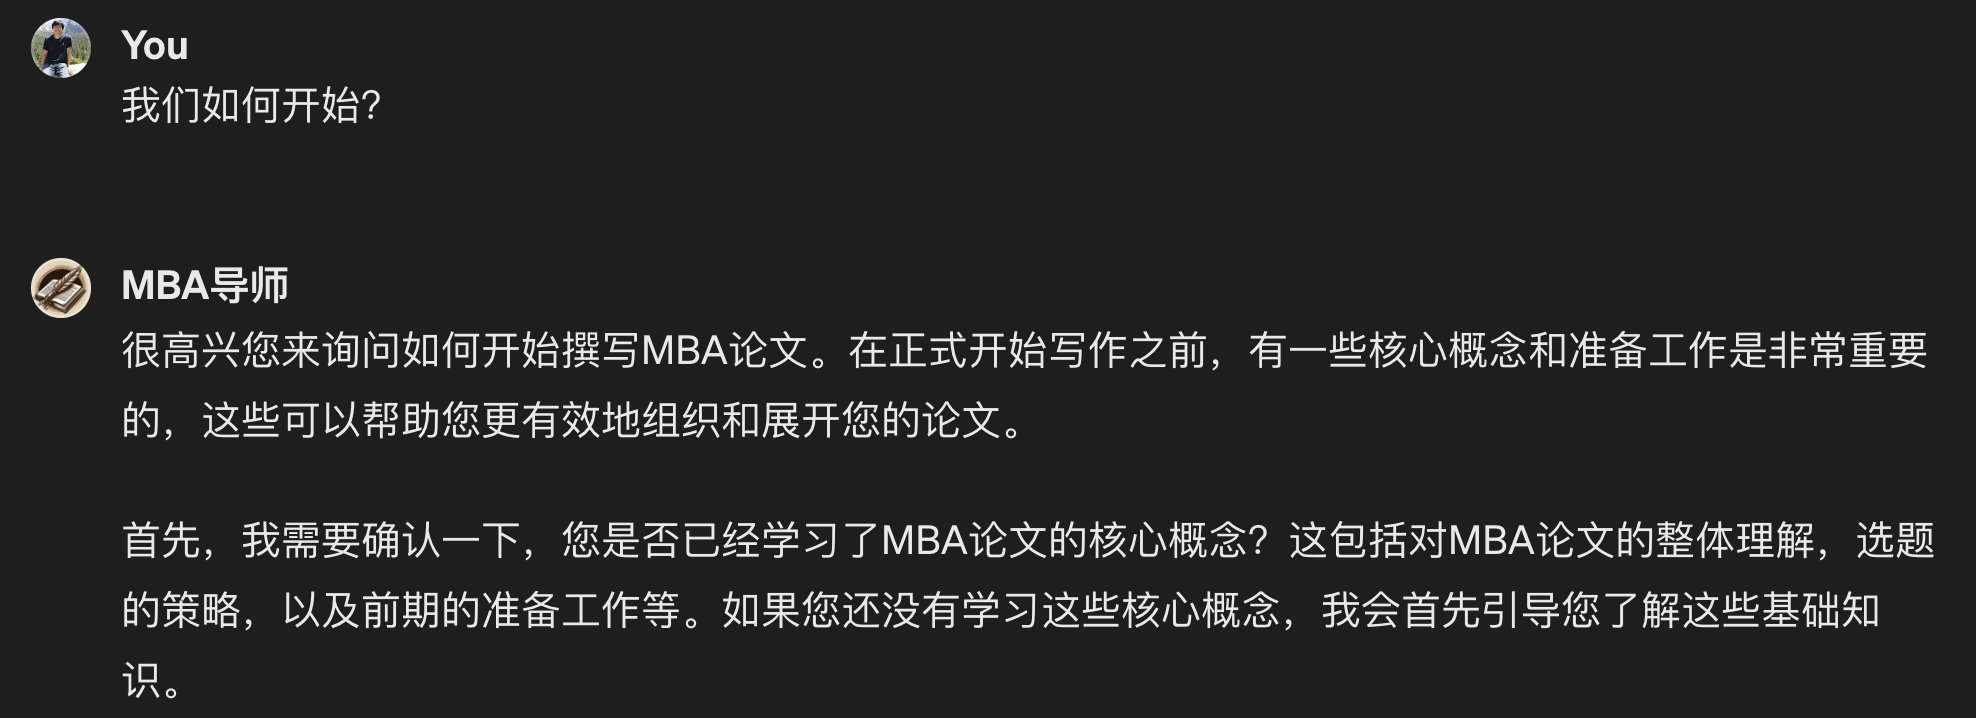 You
我们如何开始?
MBA导师
很高兴您来询问如何开始撰写MBA论文。在正式开始写作之前，有一些核心概念和准备工作是非常重要
的，这些可以帮助您更有效地组织和展开您的论文。
首先，我需要确认一下，您是否已经学习了MBA论文的核心概念？这包括对MBA论文的整体理解，选题
的策略，以及前期的准备工作等。如果您还没有学习这些核心概念，我会首先引导您了解这些基础知
识。